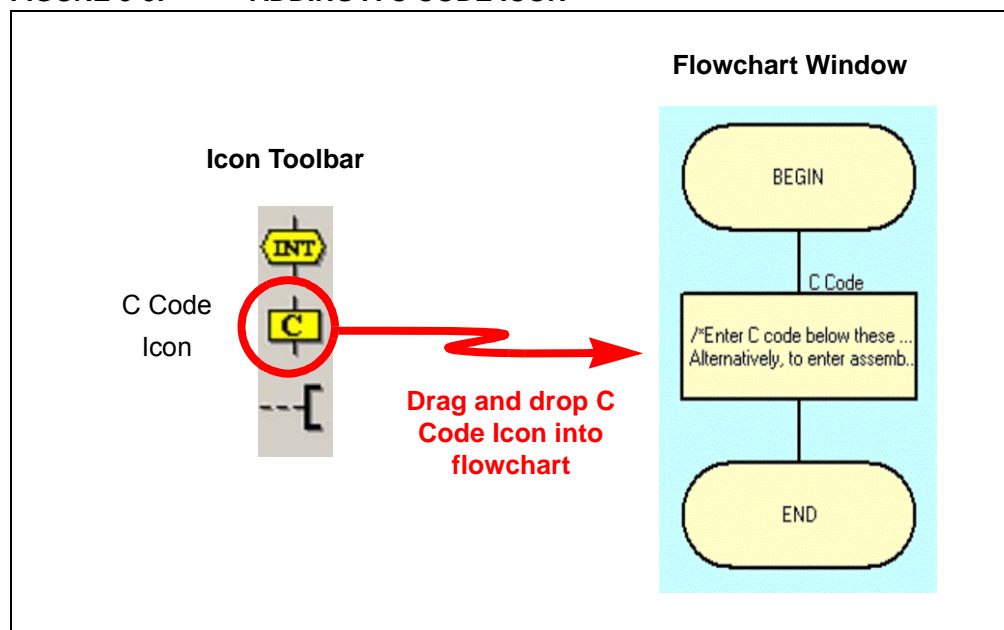 Flowchart Window
Icon Toolbar
INT
C Code
Icon
C
Drag and drop C
Code Icon into
flowchart
BEGIN
C Code
/*Enter C code below these ...
Alternatively, to enter assemb..
END